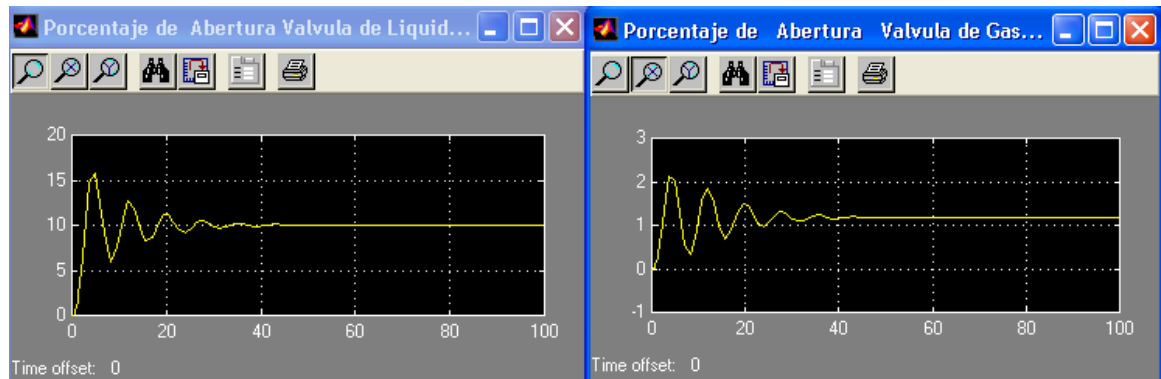 Porcentaje de Abertura Valvula de Liquid...
20
15
10
5
0
0 20 40 60 80 100
Time offset: 0
Porcentaje de Abertura Valvula de Gas...
3
2
1
0
-1
0 20 40 60 80 100
Time offset: 0